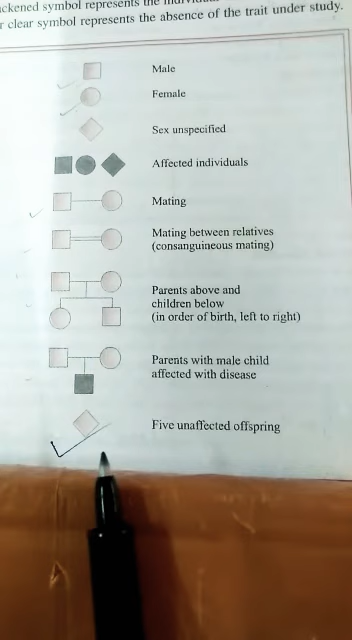 represents the
r clear symbol represents the absence of the trait under study.
Male
Female
Sex unspecified
Affected individuals
Mating
Mating between relatives
(consanguineous mating)
Parents above and
children below
(in order of birth, left to right)
Parents with male child
affected with disease
Five unaffected offspring